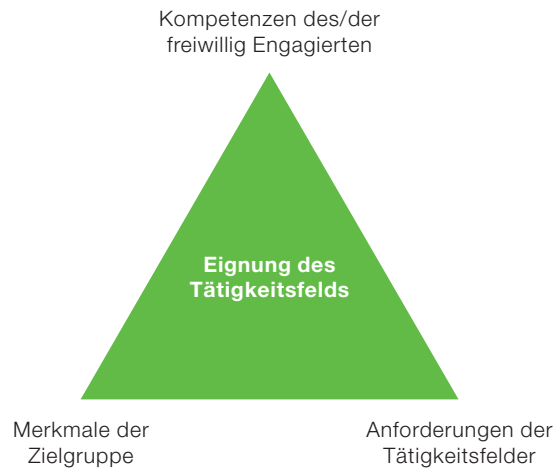 Kompetenzen des/der
freiwillig Engagierten
Eignung des
Tätigkeitsfelds
Merkmale der
Zielgruppe
Anforderungen der
Tätigkeitsfelder